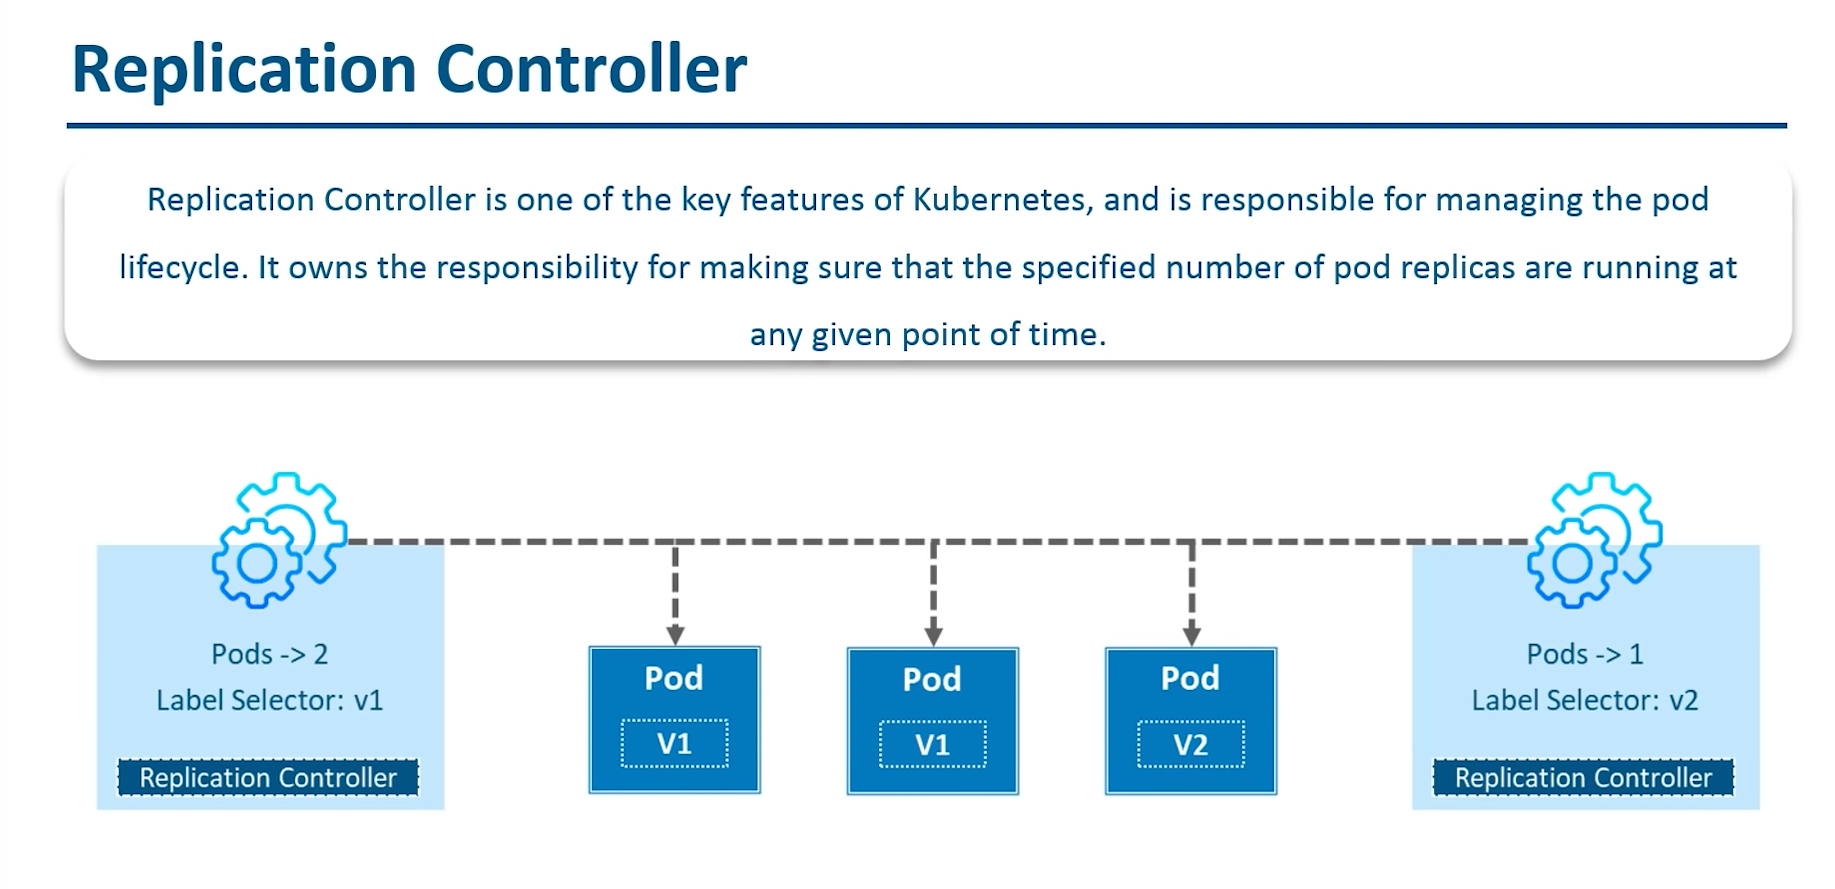 Replication Controller
Replication Controller is one of the key features of Kubernetes, and is responsible for managing the pod
lifecycle. It owns the responsibility for making sure that the specified number of pod replicas are running at
any given point of time.
Pods -> 2
Label Selector: v1
Replication Controller
Pod
V1
Pod
V1
Pod
V2
Pods -> 1
Label Selector: v2
Replication Controller